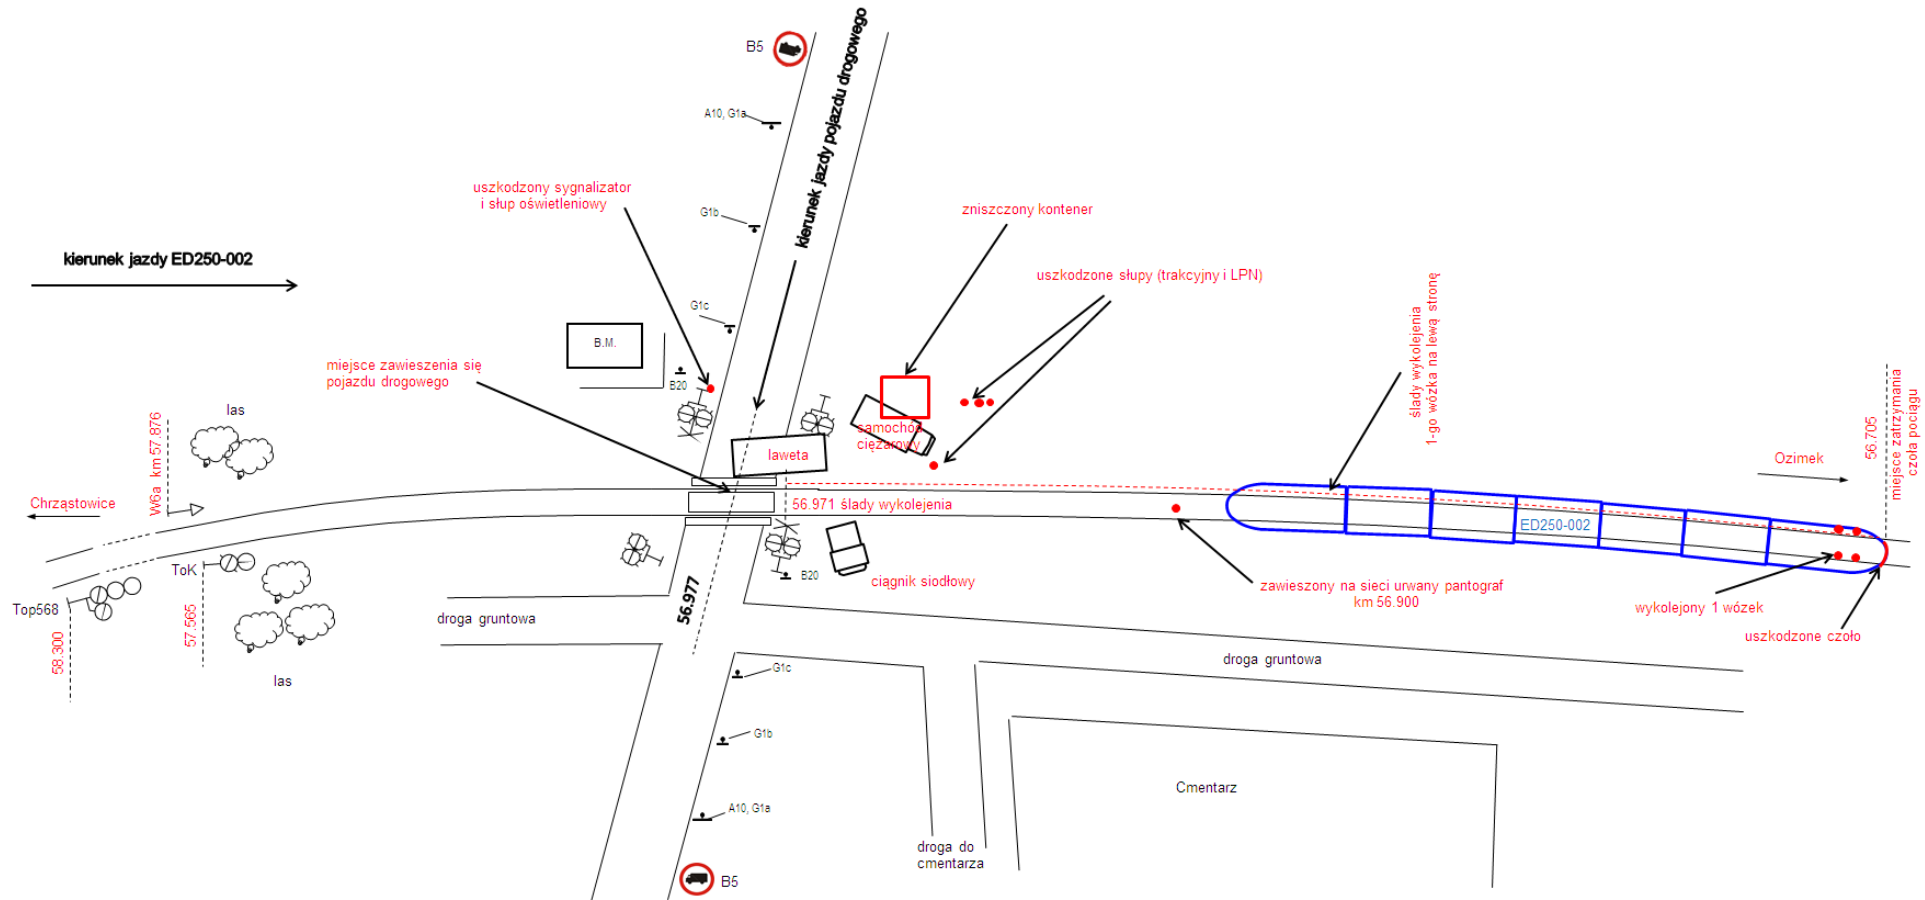 B5
kierunek jazdy pojazdu drogowego
A10, G1a
uszkodzony sygnalizator
i słup oświetleniowy
G1b
zniszczony kontener
kierunek jazdy ED250-002
uszkodzone słupy (trakcyjny i LPN)
G1c
B.M.
miejsce zawieszenia się
pojazdu drogowego
B20
ślady wykolejenia
1-go wózka na lewą stronę
56.705
miejsce zatrzymania
czoła pociągu
las
W6a km 57.876
samochód
ciężarowy
laweta
Ozimek
Chrząstowice
56.971 ślady wykolejenia
ED250-002
ToK
B20
ciągnik siodłowy
zawieszony na sieci urwany pantograf
km 56.900
wykolejony 1 wózek
uszkodzone czoło
Top568
58.300
57.565
56.977
droga gruntowa
droga gruntowa
las
G1c
G1b
Cmentarz
A10, G1a
droga do
cmentarza
B5